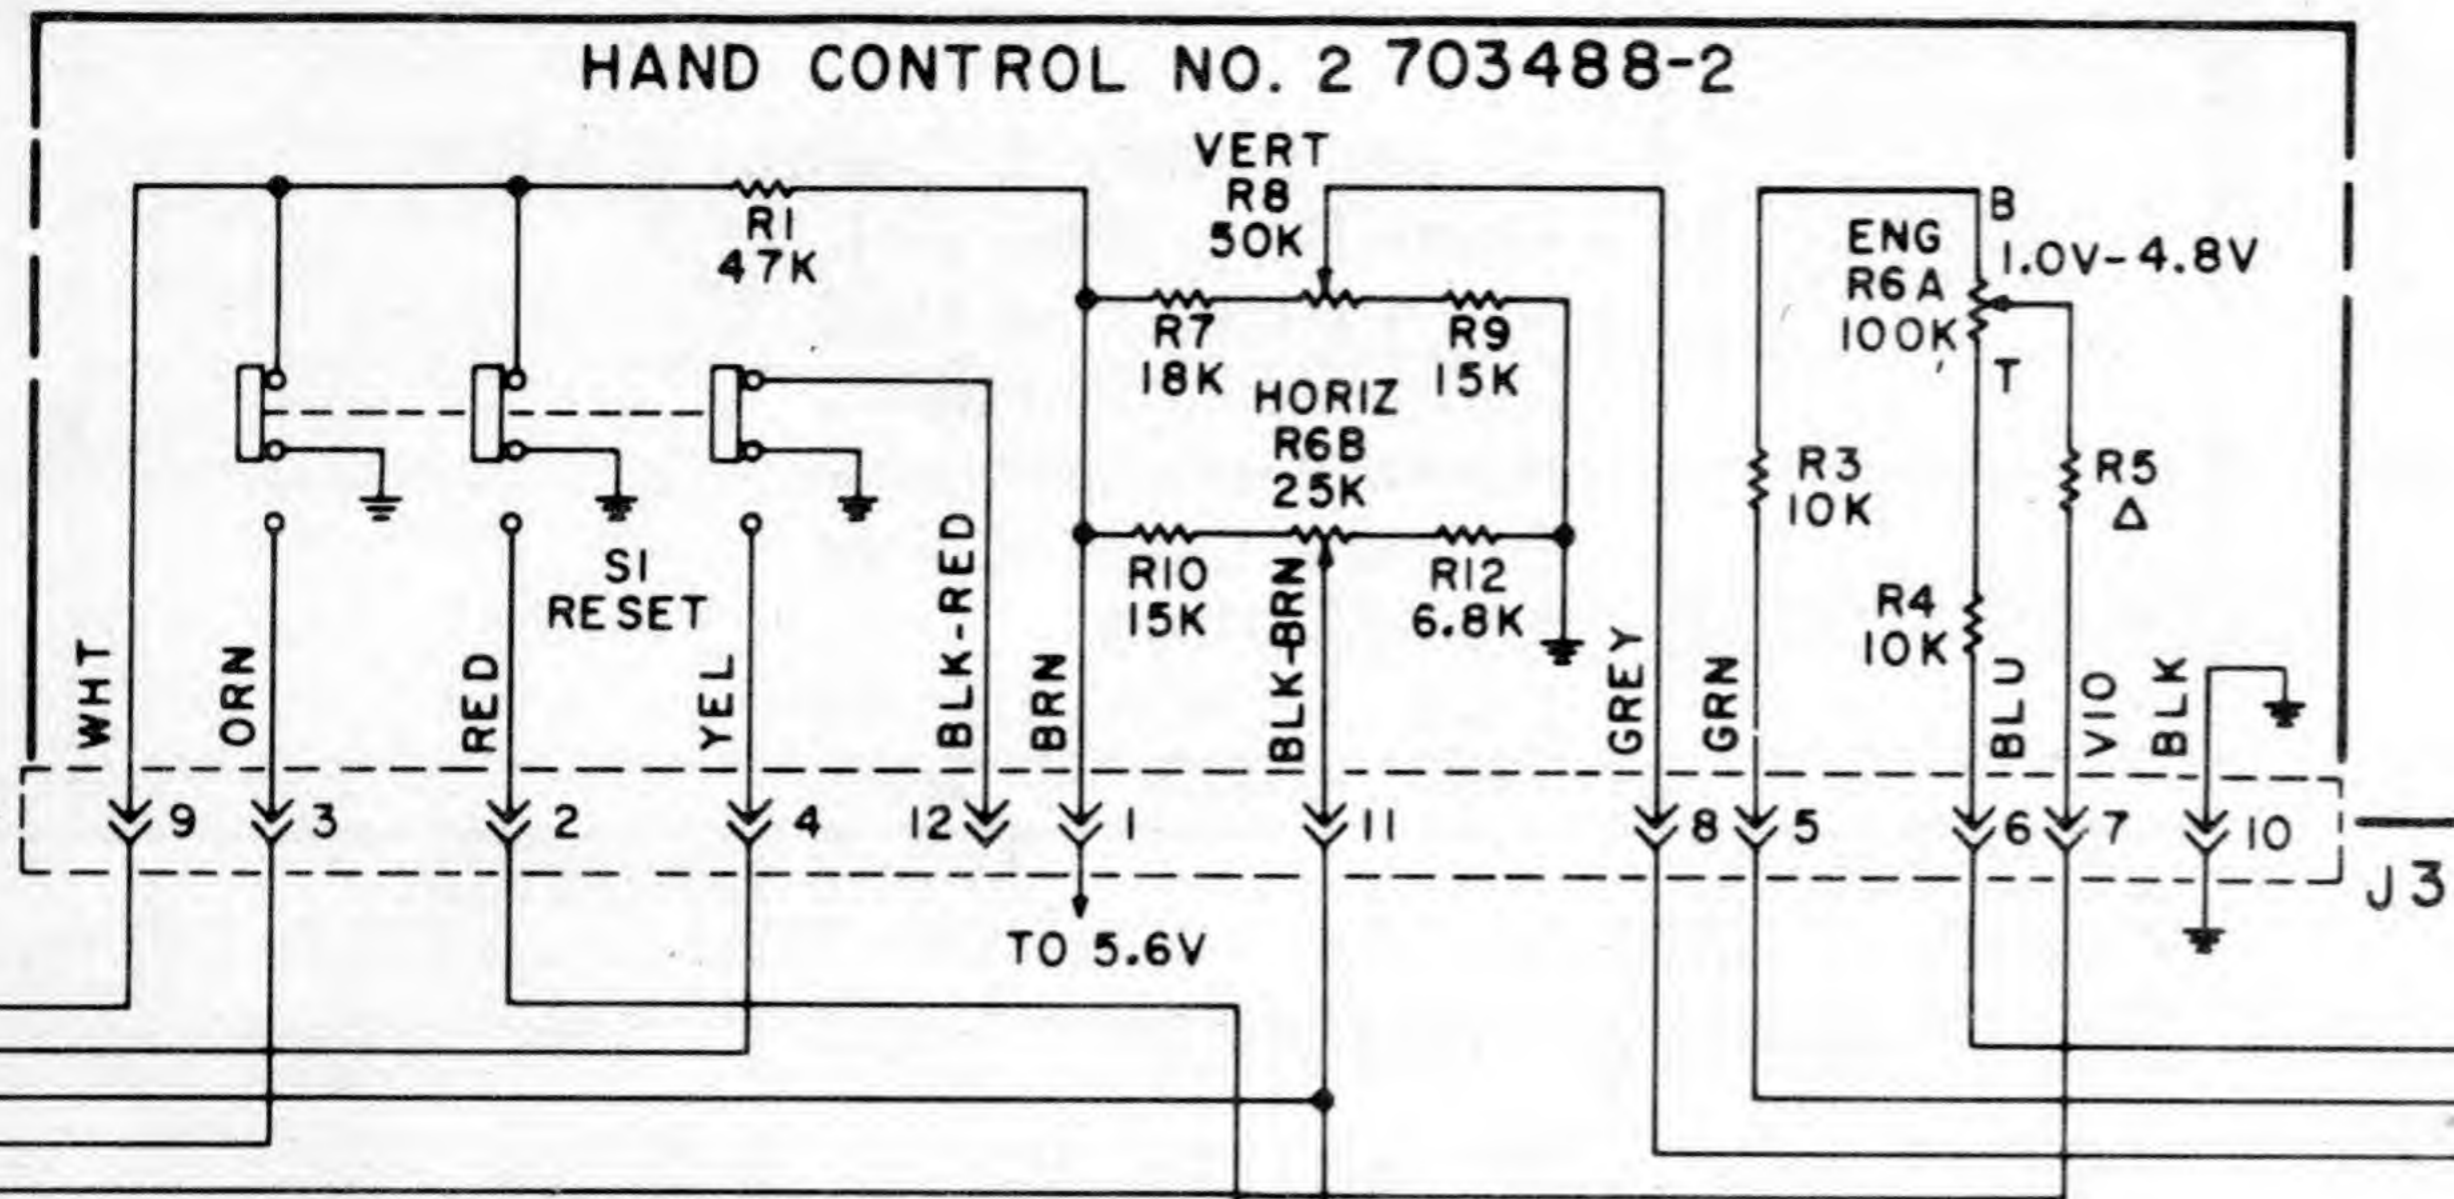 HAND CONTROL NO. 2 703488-2
VERT
R8
50K
R1
47K
B
ENG
R6A
100K
1.0V-4.8V
T
R7
18K
R9
15K
HORIZ
R6B
25K
R3
10K
R5
Δ
S1
RESET
R10
15K
R12
6.8K
R4
10K
WHT
ORN
RED
YEL
BLK-RED
BRN
BLK-BRN
GREY
GRN
BLU
VIO
BLK
9
3
2
4
12
1
11
8
5
6
7
10
J3
TO 5.6V